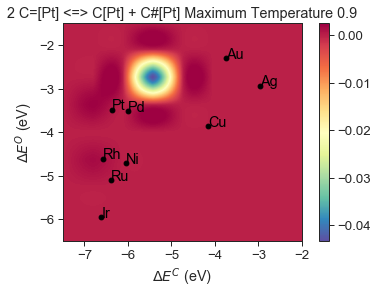 2 C=[Pt] <=> C[Pt] + C#[Pt] Maximum Temperature 0.9
ΔE^O (eV)
−2
−3
−4
−5
−6
Au
Ag
Pt
Pd
Cu
Rh
Ni
Ru
Ir
−7
−6
−5
−4
−3
−2
ΔE^C (eV)
0.00
−0.01
−0.02
−0.03
−0.04